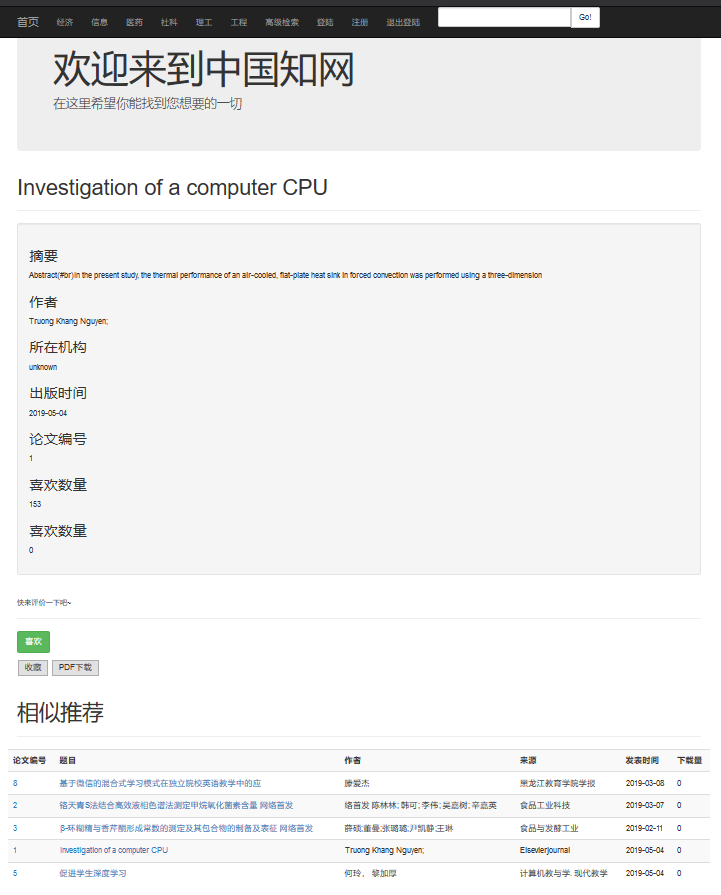 首页 经济 信息 医药 社科 理工 工程 高级检索 登陆 注册 退出登陆 Go!
欢迎来到中国知网
在这里希望你能找到您想要的一切
Investigation of a computer CPU
摘要
Abstract(#br)In the present study, the thermal performance of an air-cooled, flat-plate heat sink in forced convection was performed using a three-dimension
作者
Truong Khang Nguyen;
所在机构
unknown
出版时间
2019-05-04
论文编号
1
喜欢数量
153
喜欢数量
0
快来评价一下吧~
喜欢
收藏 PDF下载
相似推荐
论文编号 题目 作者 来源 发表时间 下载量
8 基于微信的混合式学习模式在独立院校英语教学中的应 滕爱杰 黑龙江教育学院学报 2019-03-08 0
2 铬天青S法结合高效液相色谱法测定甲烷氧化菌素含量 网络首发 络首发 陈林林; 韩可; 李伟; 吴嘉树; 辛嘉英 食品工业科技 2019-03-07 0
3 β-环糊精与香芹酚形成常数的测定及其包合物的制备及表征 网络首发 薛硕;董曼;张璐璐;尹凯静;王琳 食品与发酵工业 2019-02-11 0
1 Investigation of a computer CPU Truong Khang Nguyen; Elsevierjournal 2019-05-04 0
5 促进学生深度学习 何玲， 黎加厚 计算机教与学. 现代教学 2019-05-04 0